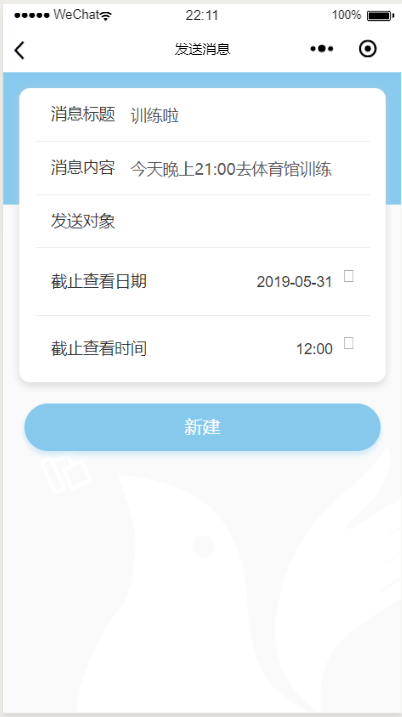 WeChat 22:11 100%
发送消息
消息标题 训练啦
消息内容 今天晚上21:00去体育馆训练
发送对象
截止查看日期 2019-05-31
截止查看时间 12:00
新建